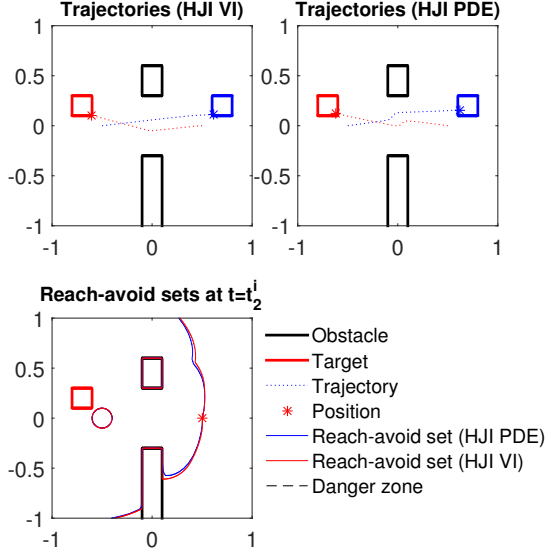 Trajectories (HJI VI)
Trajectories (HJI PDE)
1
0.5
0
-0.5
-1
-1
0
1
1
0.5
0
-0.5
-1
-1
0
1
Reach-avoid sets at t=t₂ⁱ
1
0.5
0
-0.5
-1
-1
0
1
Obstacle
Target
Trajectory
Position
Reach-avoid set (HJI PDE)
Reach-avoid set (HJI VI)
Danger zone